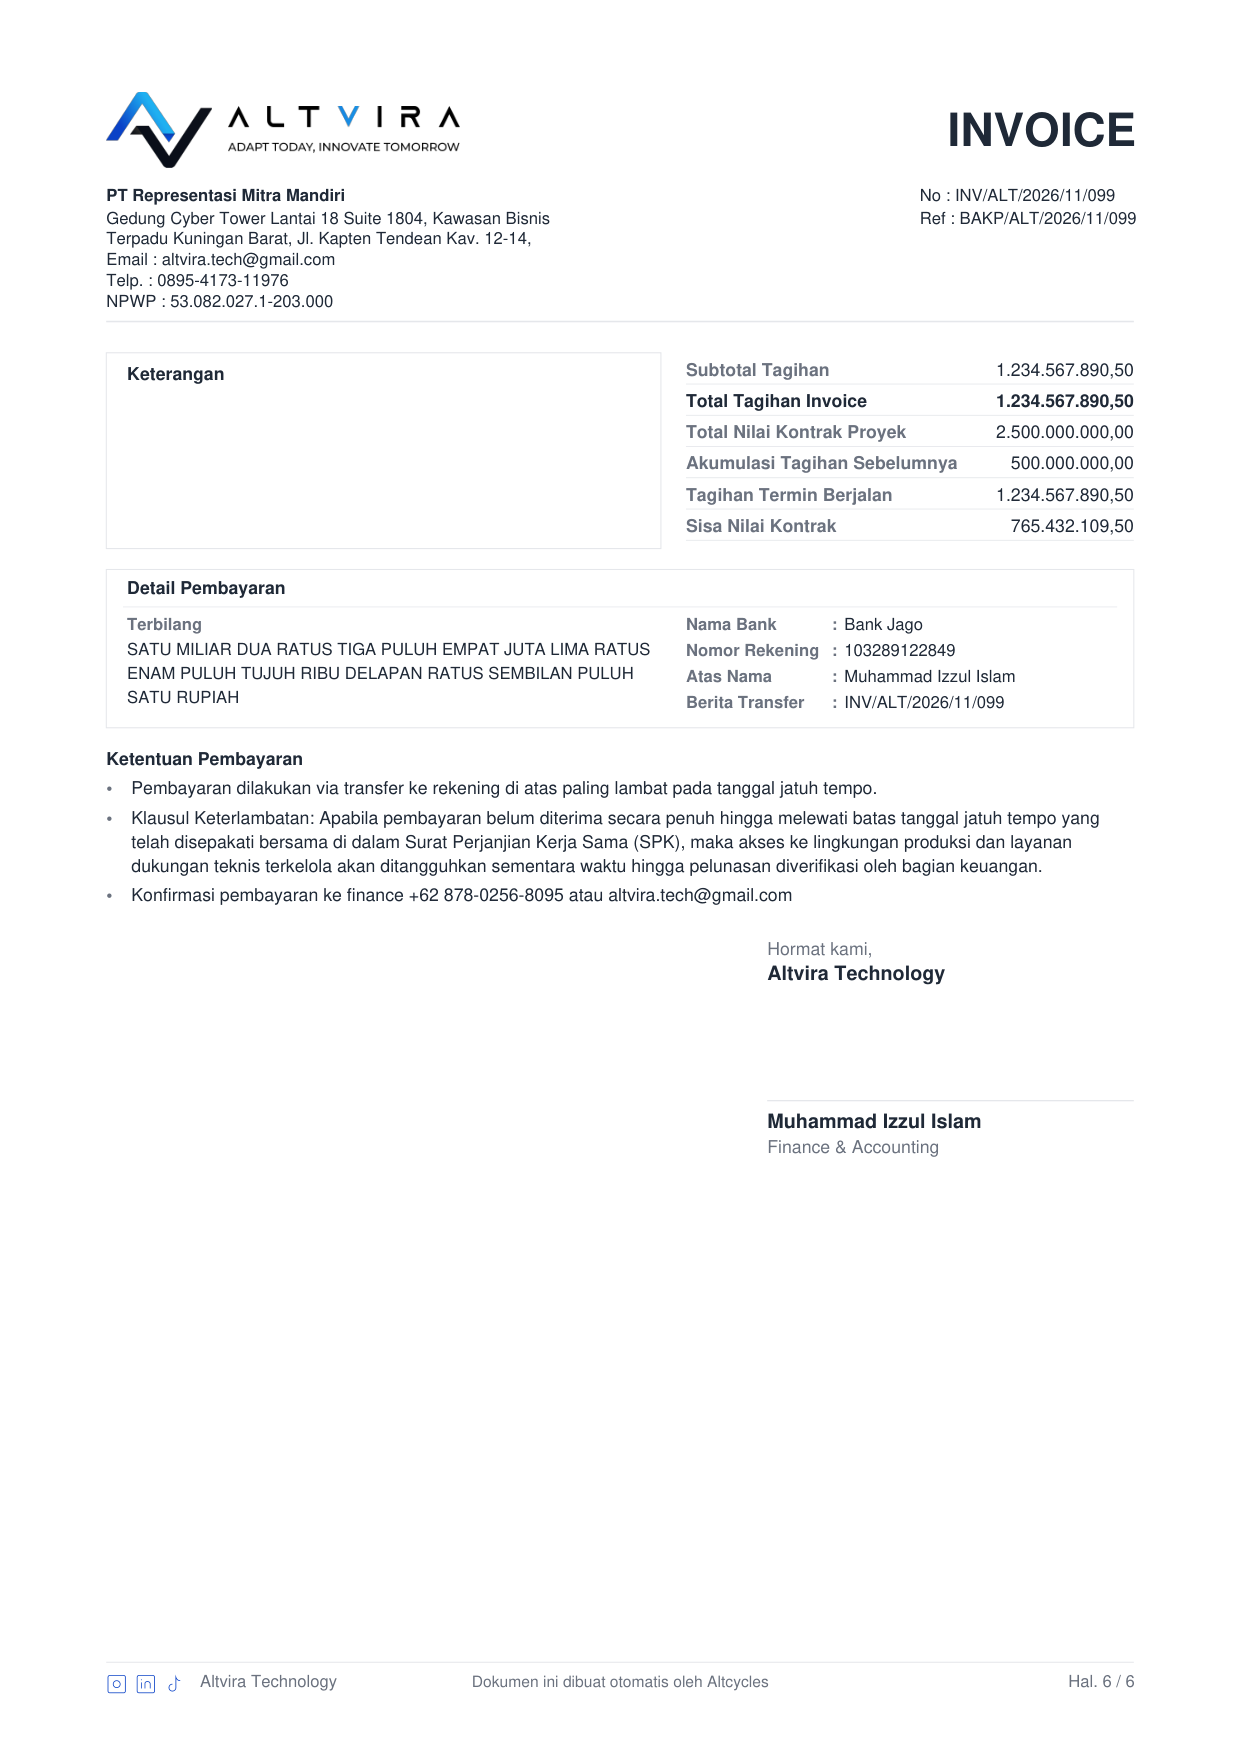 ALTVIRA
ADAPT TODAY, INNOVATE TOMORROW
INVOICE
PT Representasi Mitra Mandiri
Gedung Cyber Tower Lantai 18 Suite 1804, Kawasan Bisnis
Terpadu Kuningan Barat, Jl. Kapten Tendean Kav. 12-14,
Email : altvira.tech@gmail.com
Telp. : 0895-4173-11976
NPWP : 53.082.027.1-203.000
No : INV/ALT/2026/11/099
Ref : BAKP/ALT/2026/11/099
Keterangan
Subtotal Tagihan 1.234.567.890,50
Total Tagihan Invoice 1.234.567.890,50
Total Nilai Kontrak Proyek 2.500.000.000,00
Akumulasi Tagihan Sebelumnya 500.000.000,00
Tagihan Termin Berjalan 1.234.567.890,50
Sisa Nilai Kontrak 765.432.109,50
Detail Pembayaran
Terbilang
SATU MILIAR DUA RATUS TIGA PULUH EMPAT JUTA LIMA RATUS
ENAM PULUH TUJUH RIBU DELAPAN RATUS SEMBILAN PULUH
SATU RUPIAH
Nama Bank : Bank Jago
Nomor Rekening : 103289122849
Atas Nama : Muhammad Izzul Islam
Berita Transfer : INV/ALT/2026/11/099
Ketentuan Pembayaran
• Pembayaran dilakukan via transfer ke rekening di atas paling lambat pada tanggal jatuh tempo.
• Klausul Keterlambatan: Apabila pembayaran belum diterima secara penuh hingga melewati batas tanggal jatuh tempo yang
telah disepakati bersama di dalam Surat Perjanjian Kerja Sama (SPK), maka akses ke lingkungan produksi dan layanan
dukungan teknis terkelola akan ditangguhkan sementara waktu hingga pelunasan diverifikasi oleh bagian keuangan.
• Konfirmasi pembayaran ke finance +62 878-0256-8095 atau altvira.tech@gmail.com
Hormat kami,
Altvira Technology
Muhammad Izzul Islam
Finance & Accounting
Altvira Technology
Dokumen ini dibuat otomatis oleh Altcycles
Hal. 6 / 6